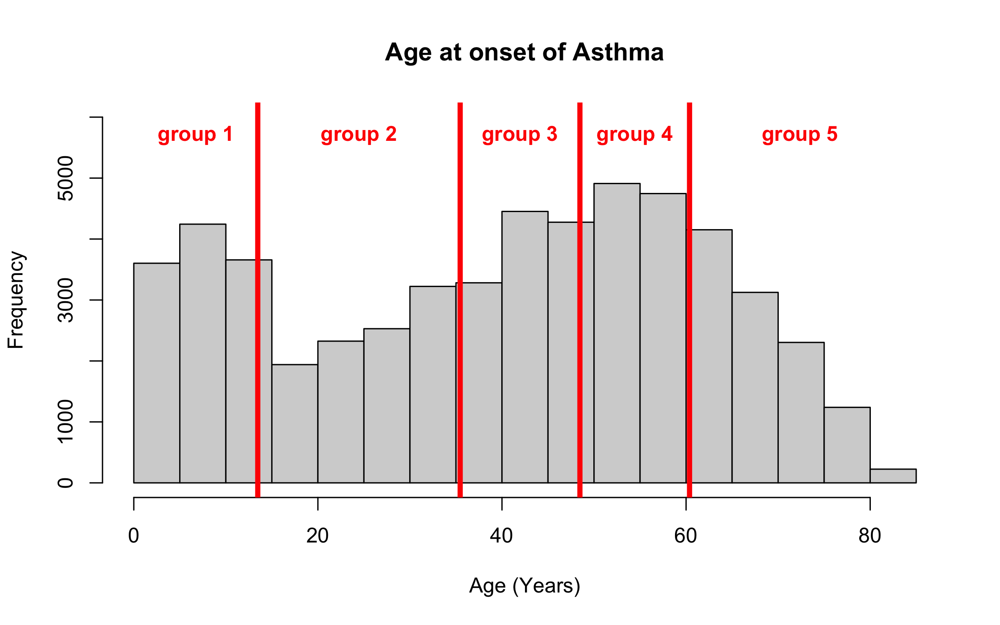 Age at onset of Asthma
group 1 group 2 group 3 group 4 group 5
Frequency
5000
3000
1000
0
0 20 40 60 80
Age (Years)